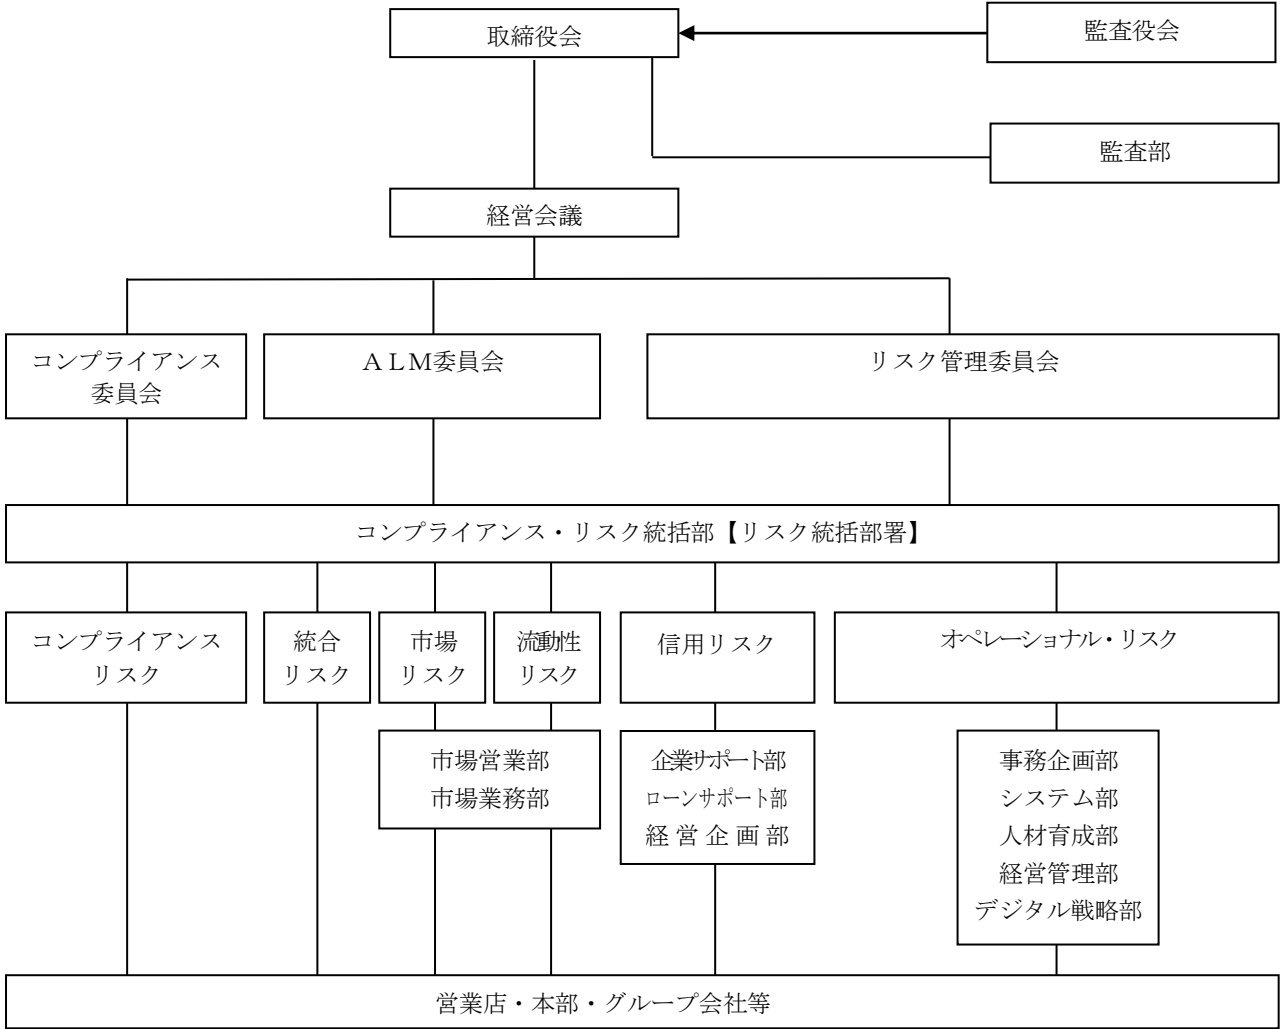 取締役会
監査役会
監査部
経営会議
コンプライアンス
委員会
ＡＬＭ委員会
リスク管理委員会
コンプライアンス・リスク統括部【リスク統括部署】
コンプライアンス
リスク
統合
リスク
市場
リスク
流動性
リスク
信用リスク
オペレーショナル・リスク
市場営業部
市場業務部
企業サポート部
ローンサポート部
経営企画部
事務企画部
システム部
人材育成部
経営管理部
デジタル戦略部
営業店・本部・グループ会社等